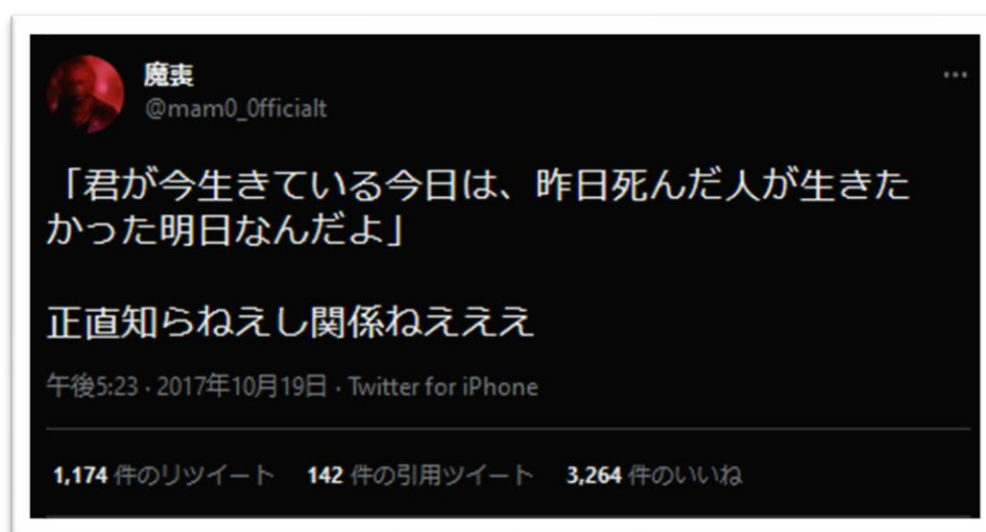 魔喪
@mam0_0fficialt
「君が今生きている今日は、昨日死んだ人が生きた
かった明日なんだよ」
正直知らねえし関係ねえええ
午後5:23 · 2017年10月19日 · Twitter for iPhone
1,174 件のリツイート 142 件の引用ツイート 3,264 件のいいね